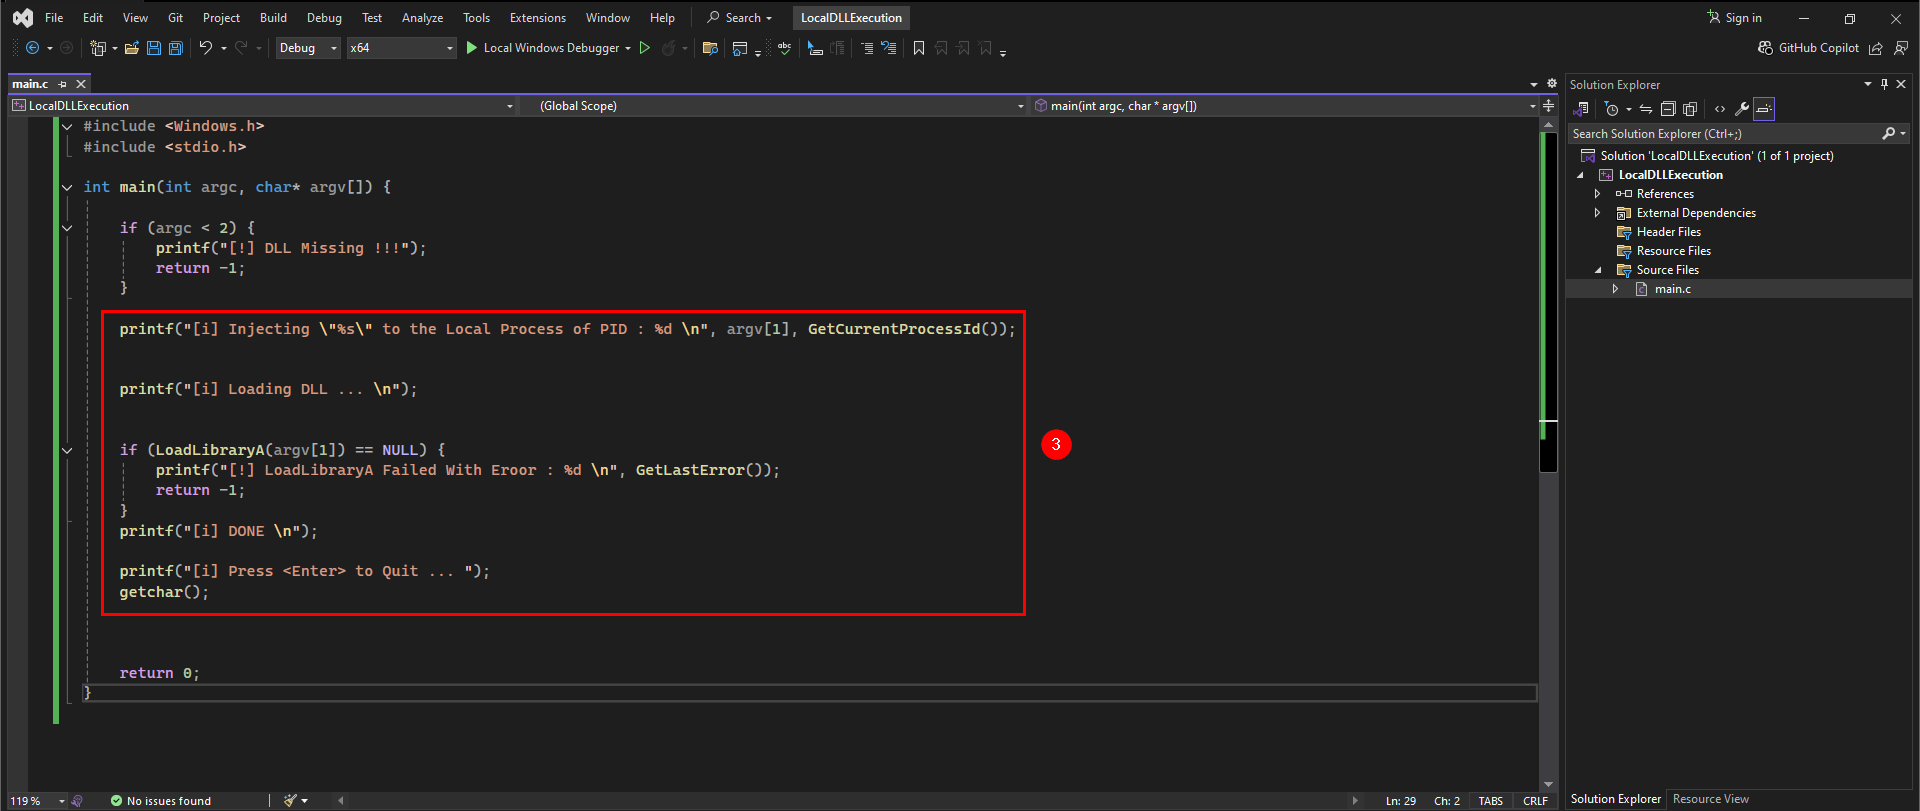 File Edit View Git Project Build Debug Test Analyze Tools Extensions Window Help Search LocalDLLExecution Sign in
Debug x64 Local Windows Debugger abc GitHub Copilot
main.c
LocalDLLExecution (Global Scope) main(int argc, char * argv[])
#include <Windows.h>
#include <stdio.h>
int main(int argc, char* argv[]) {
if (argc < 2) {
printf("[!] DLL Missing !!!");
return -1;
}
printf("[i] Injecting \"%s\" to the Local Process of PID : %d \n", argv[1], GetCurrentProcessId());
printf("[i] Loading DLL ... \n");
if (LoadLibraryA(argv[1]) == NULL) {
printf("[!] LoadLibraryA Failed With Eroor : %d \n", GetLastError());
return -1;
}
printf("[i] DONE \n");
printf("[i] Press <Enter> to Quit ... ");
getchar();
return 0;
}
3
Solution Explorer
Search Solution Explorer (Ctrl+;)
Solution 'LocalDLLExecution' (1 of 1 project)
LocalDLLExecution
References
External Dependencies
Header Files
Resource Files
Source Files
main.c
119 % No issues found Ln: 29 Ch: 2 TABS CRLF
Solution Explorer Resource View